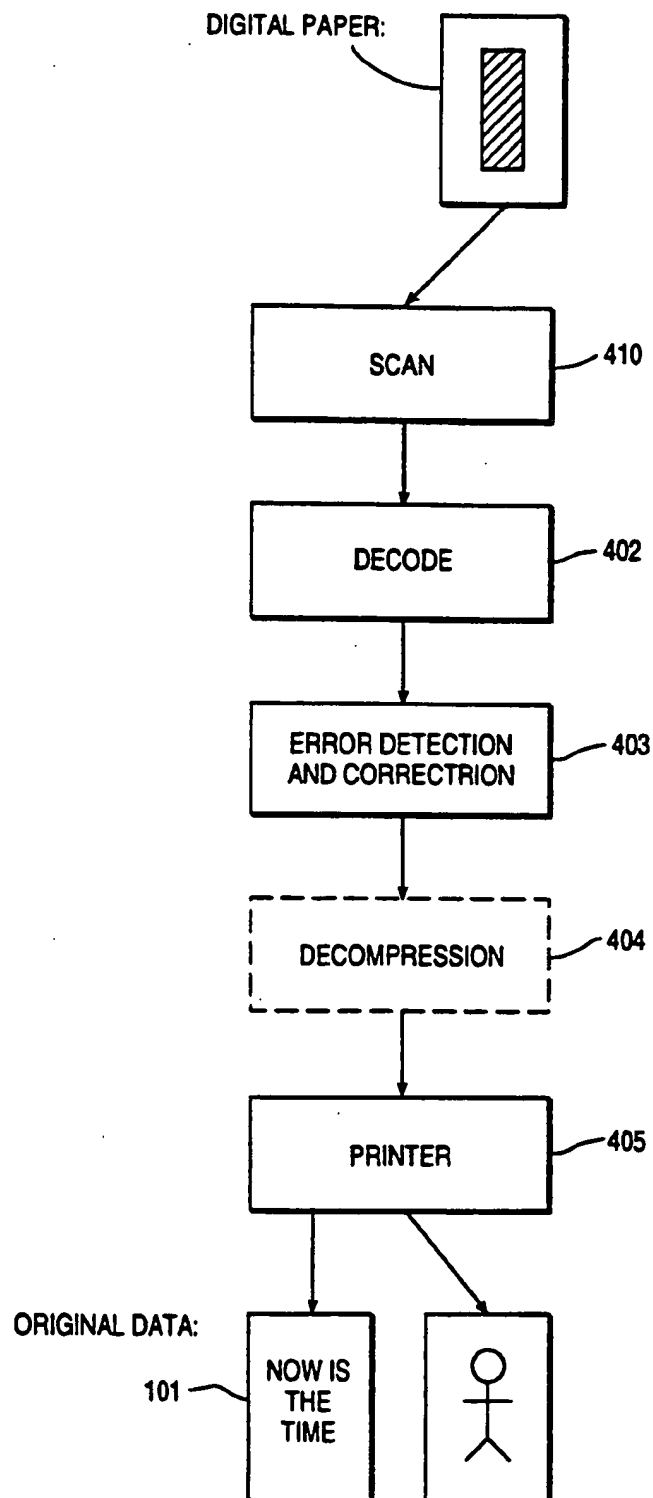 DIGITAL PAPER:
SCAN
410
DECODE
402
ERROR DETECTION
AND CORRECTRION
403
DECOMPRESSION
404
PRINTER
405
ORIGINAL DATA:
101
NOW IS
THE
TIME